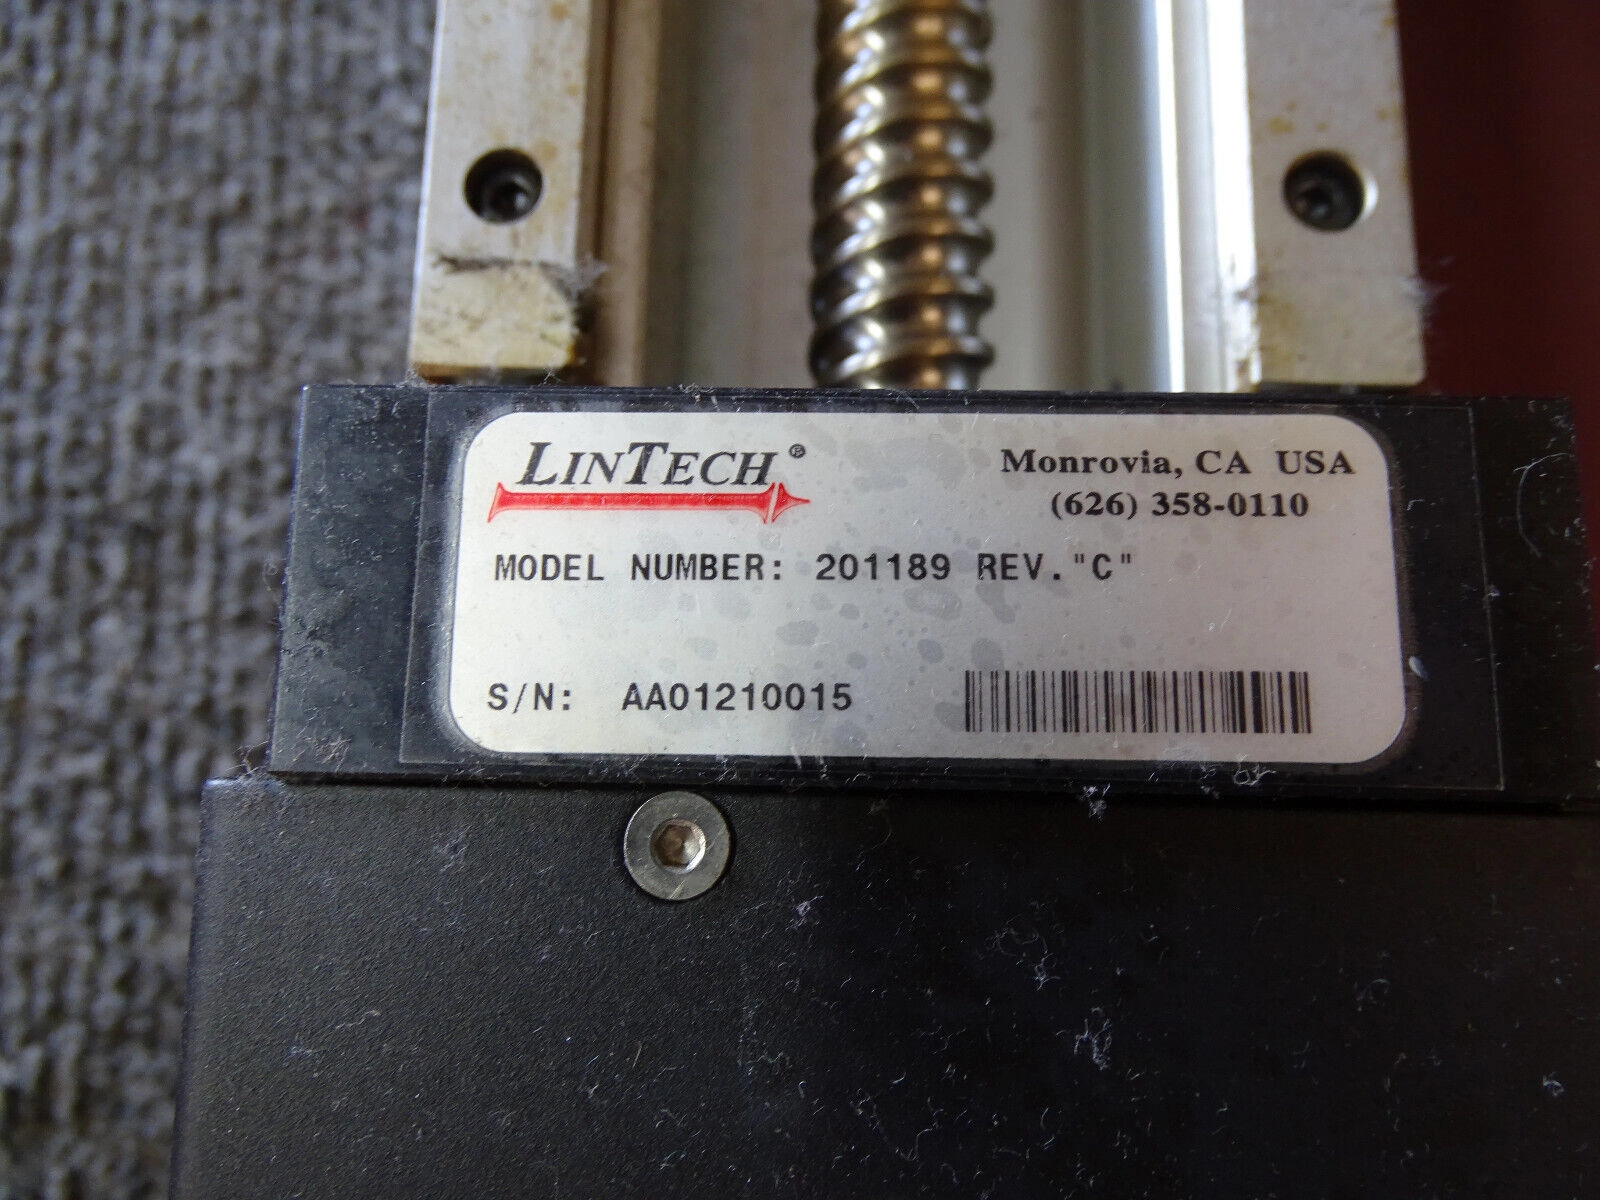 LINTECH®
Monrovia, CA USA
(626) 358-0110
MODEL NUMBER: 201189 REV."C"
S/N: AA01210015